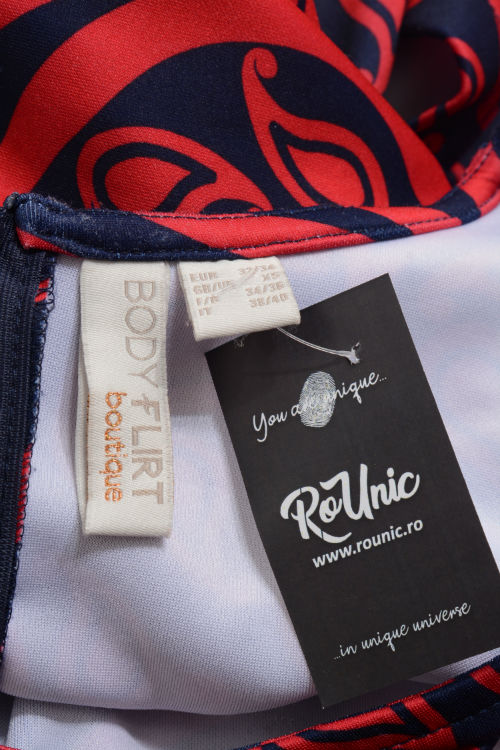 BODY FLIRT
boutique
EUR 32/34
GB/US XS
F/E 34/36
IT 38/40
You are unique...
RoUnic
www.rounic.ro
...in unique universe